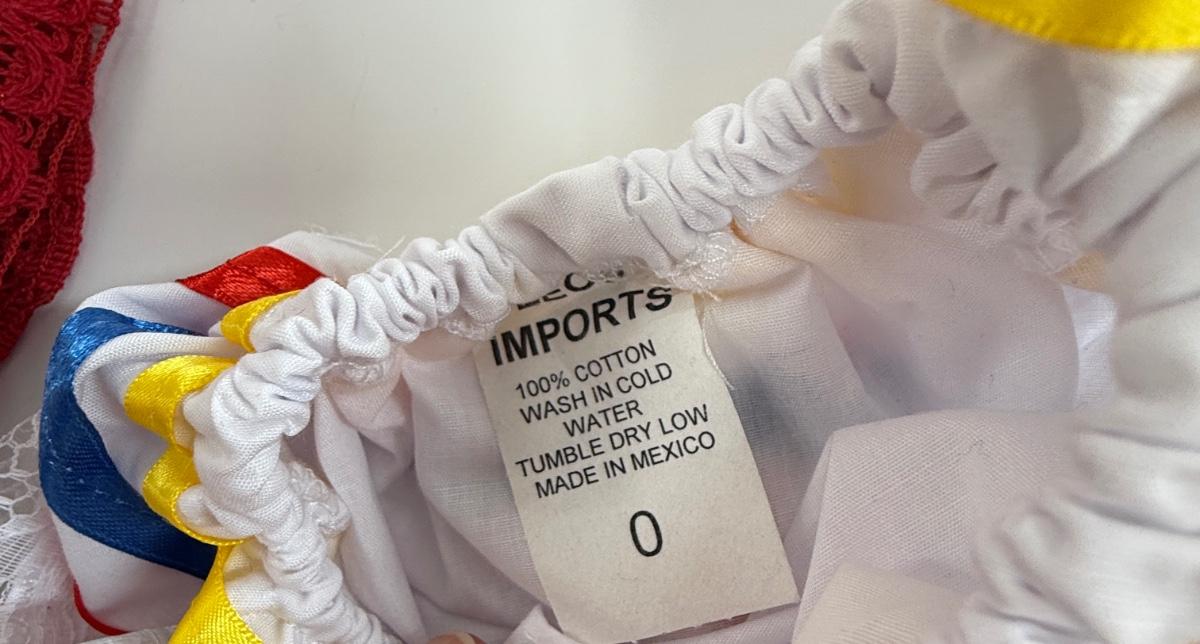 IMPORTS
100% COTTON
WASH IN COLD
WATER
TUMBLE DRY LOW
MADE IN MEXICO
0